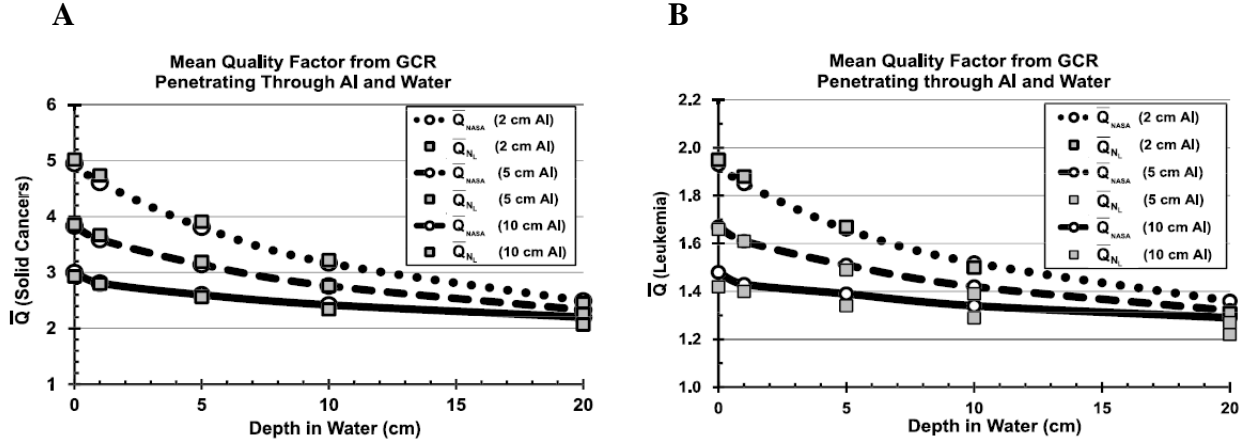 A
Mean Quality Factor from GCR
Penetrating Through Al and Water
Q̅ (Solid Cancers)
6
5
4
3
2
1
0
5
10
15
20
Depth in Water (cm)
Q̅NASA (2 cm Al)
Q̅NL (2 cm Al)
Q̅NASA (5 cm Al)
Q̅NL (5 cm Al)
Q̅NASA (10 cm Al)
Q̅NL (10 cm Al)
B
Mean Quality Factor from GCR
Penetrating through Al and Water
Q̅ (Leukemia)
2.2
2.0
1.8
1.6
1.4
1.2
1.0
0
5
10
15
20
Depth in Water (cm)
Q̅NASA (2 cm Al)
Q̅NL (2 cm Al)
Q̅NASA (5 cm Al)
Q̅NL (5 cm Al)
Q̅NASA (10 cm Al)
Q̅NL (10 cm Al)